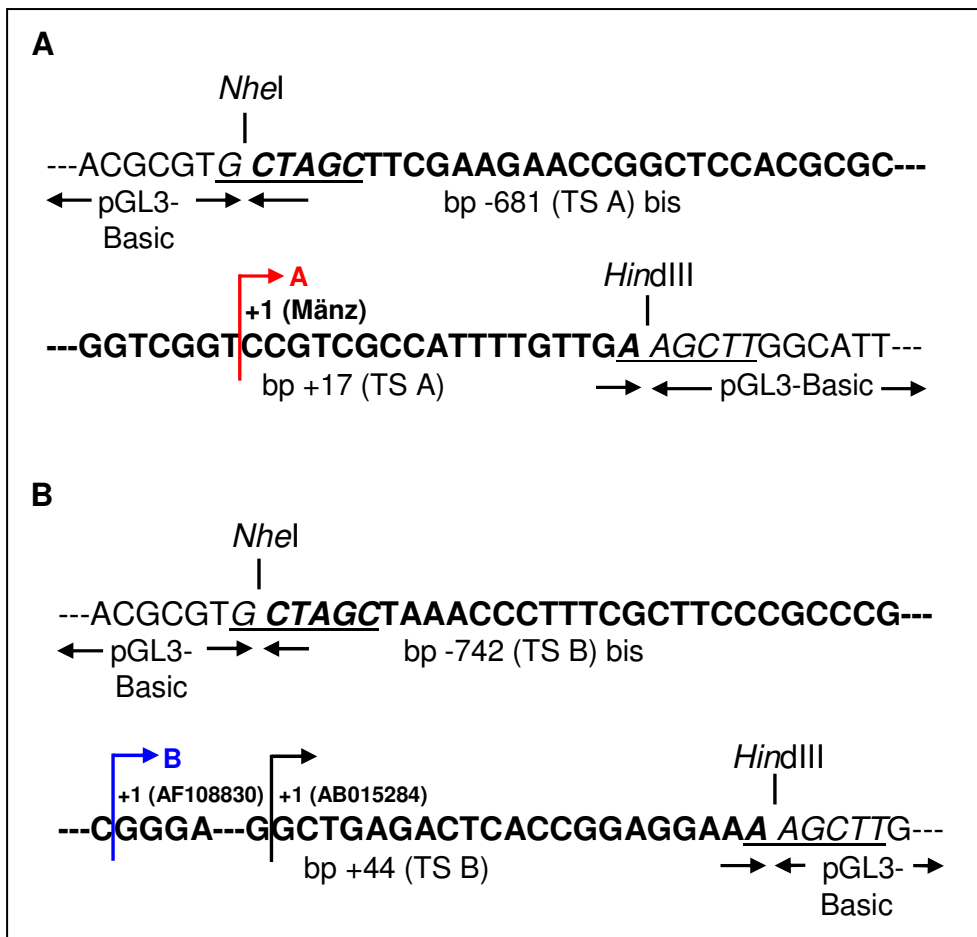 A
NheI
---ACGCGTG CTAGCTTCGAAGAACCGGCTCCACGCGC---
pGL3- bp -681 (TS A) bis
Basic
HindIII
A
+1 (Mänz)
---GGTCGGTCCGTCGCCATTTTGTTGA AGCTTGGCATT---
bp +17 (TS A) pGL3-Basic
B
NheI
---ACGCGTG CTAGCTAAACCCTTTCGCTTCCCGCCCG---
pGL3- bp -742 (TS B) bis
Basic
B HindIII
+1 (AF108830) +1 (AB015284)
---CGGGA---GGCTGAGACTCACCGGAGGAAA AGCTTG---
bp +44 (TS B) pGL3-
Basic